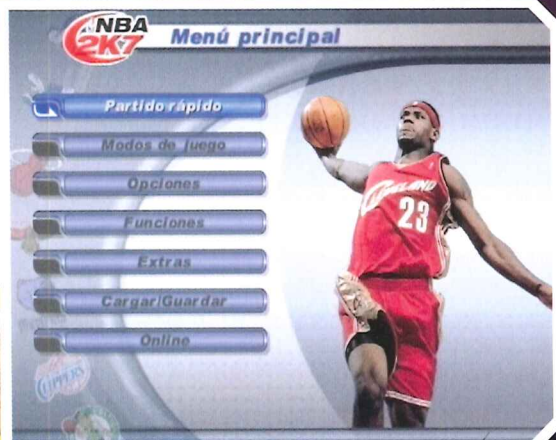 NBA
2K7
Menú principal
Partido rápido
Modos de juego
Opciones
Funciones
Extras
Cargar/Guardar
Online
CLEVELAND
23
CLIPPERS